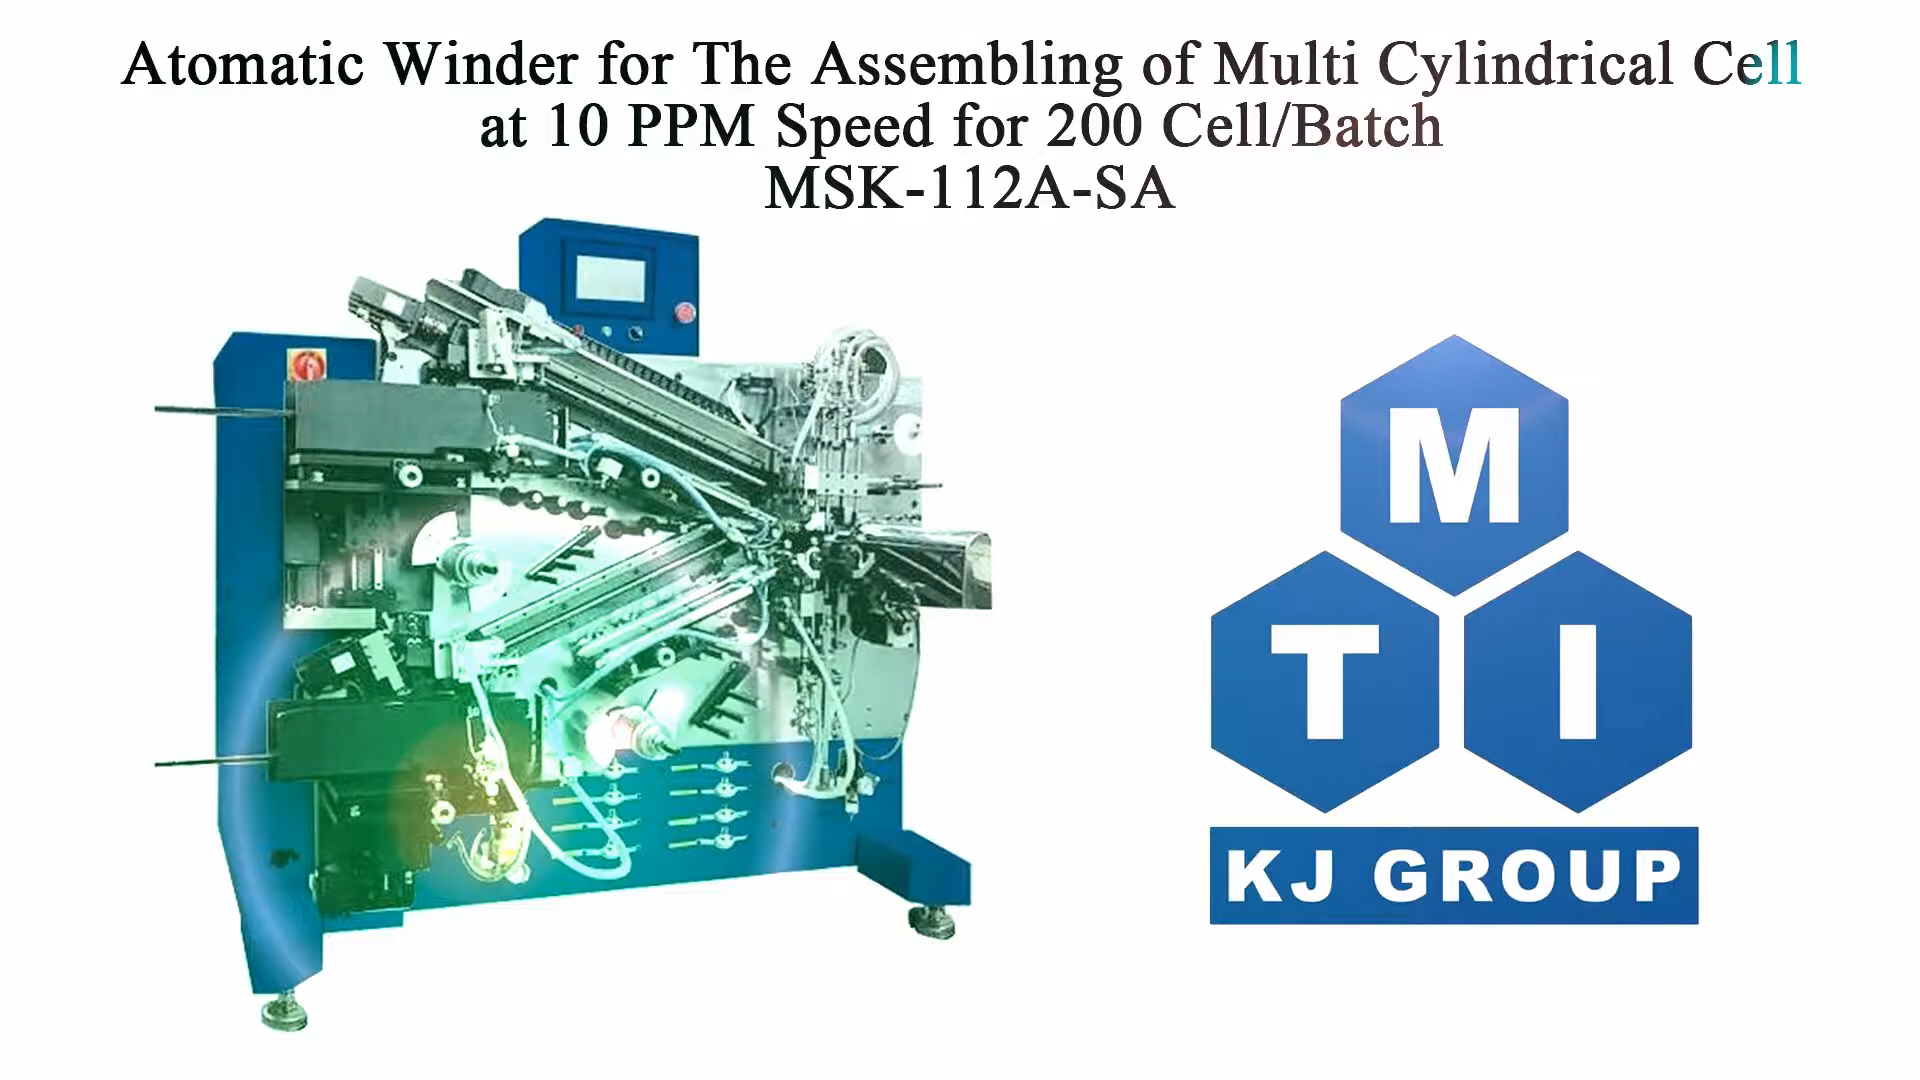 Atomatic Winder for The Assembling of Multi Cylindrical Cell
at 10 PPM Speed for 200 Cell/Batch
MSK-112A-SA
M
T I
KJ GROUP